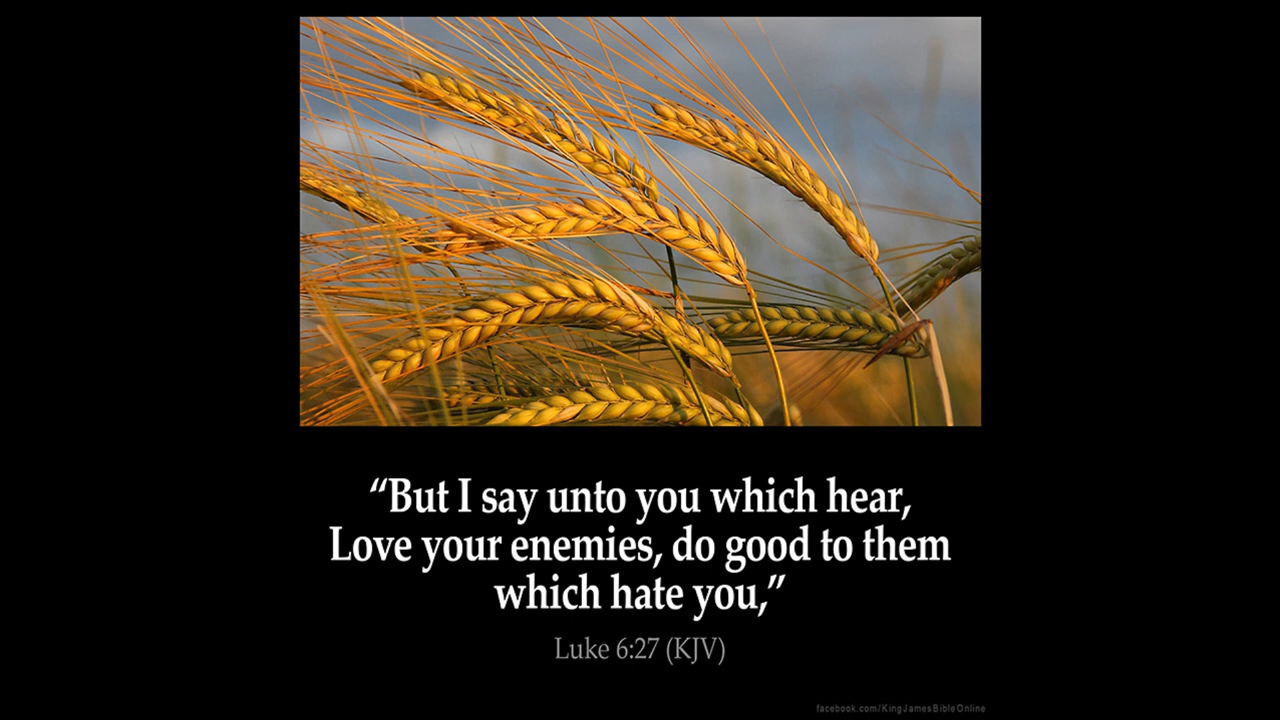 “But I say unto you which hear,
Love your enemies, do good to them
which hate you,”
Luke 6:27 (KJV)
facebook.com/KingJamesBibleOnline